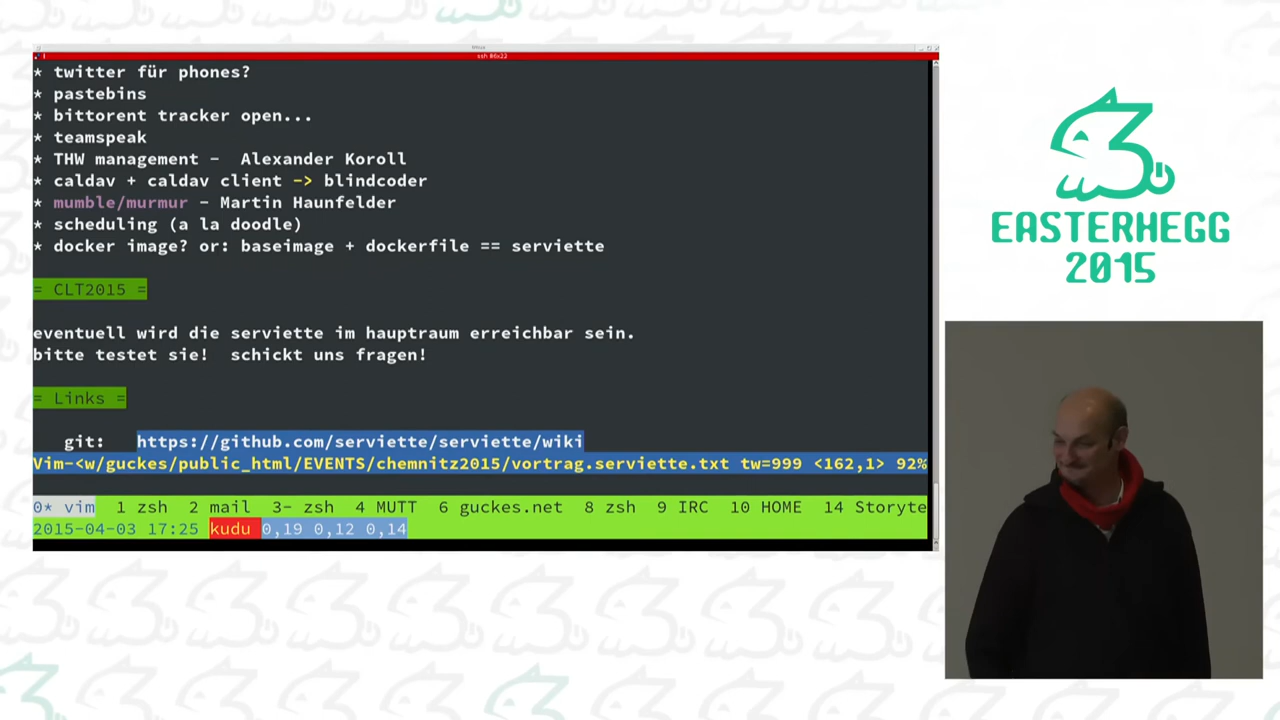 ssh 86x22
* twitter für phones?
* pastebins
* bittorent tracker open...
* teamspeak
* THW management -  Alexander Koroll
* caldav + caldav client -> blindcoder
* mumble/murmur - Martin Haunfelder
* scheduling (a la doodle)
* docker image? or: baseimage + dockerfile == serviette
= CLT2015 =
eventuell wird die serviette im hauptraum erreichbar sein.
bitte testet sie!  schickt uns fragen!
= Links =
git:   https://github.com/serviette/serviette/wiki
Vim-<w/guckes/public_html/EVENTS/chemnitz2015/vortrag.serviette.txt tw=999 <162,1> 92%
0* vim  1 zsh  2 mail  3- zsh  4 MUTT  6 guckes.net  8 zsh  9 IRC  10 HOME  14 Storyte
2015-04-03 17:25 kudu 0,19 0,12 0,14
EASTERHEGG
2015